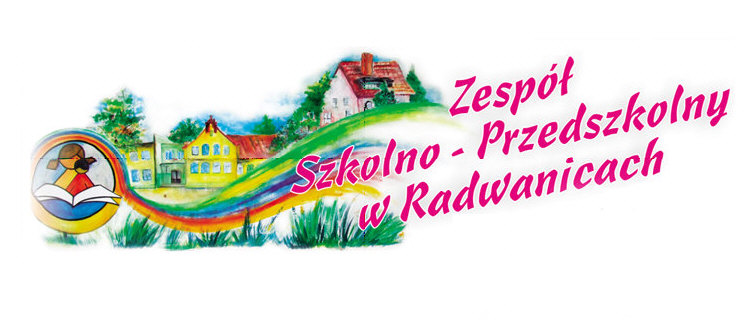 Zespół
Szkolno - Przedszkolny
w Radwanicach